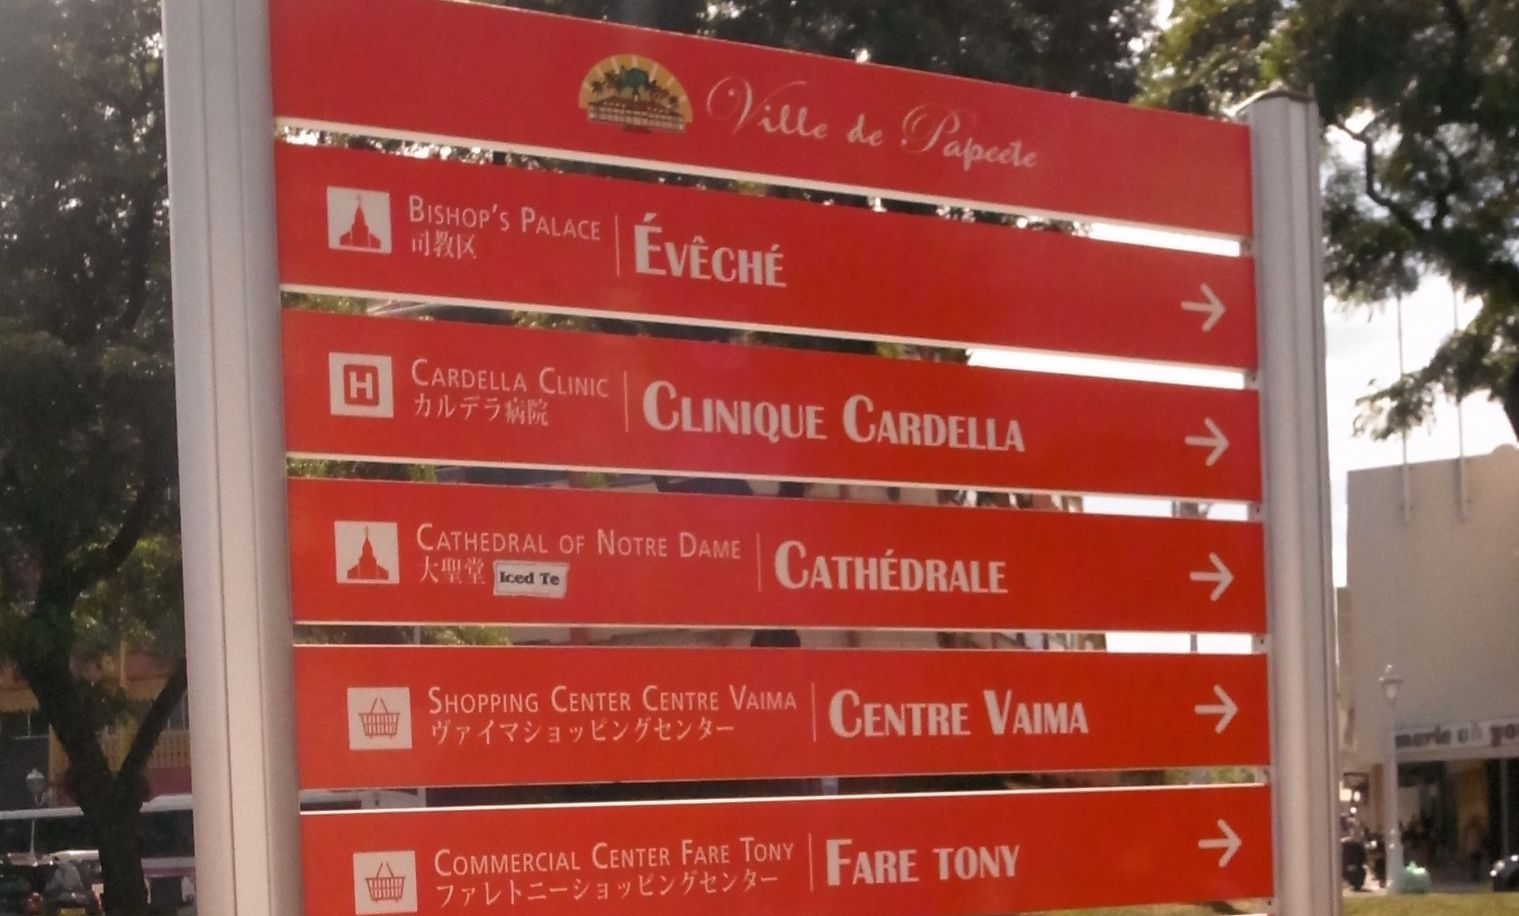 Ville de Papeete
BISHOP'S PALACE
司教区
ÉVÊCHÉ
CARDELLA CLINIC
カルデラ病院
CLINIQUE CARDELLA
CATHEDRAL OF NOTRE DAME
大聖堂
Iced Te
CATHÉDRALE
SHOPPING CENTER CENTRE VAIMA
ヴァイマショッピングセンター
CENTRE VAIMA
COMMERCIAL CENTER FARE TONY
ファレトニーショッピングセンター
FARE TONY
marie ah you